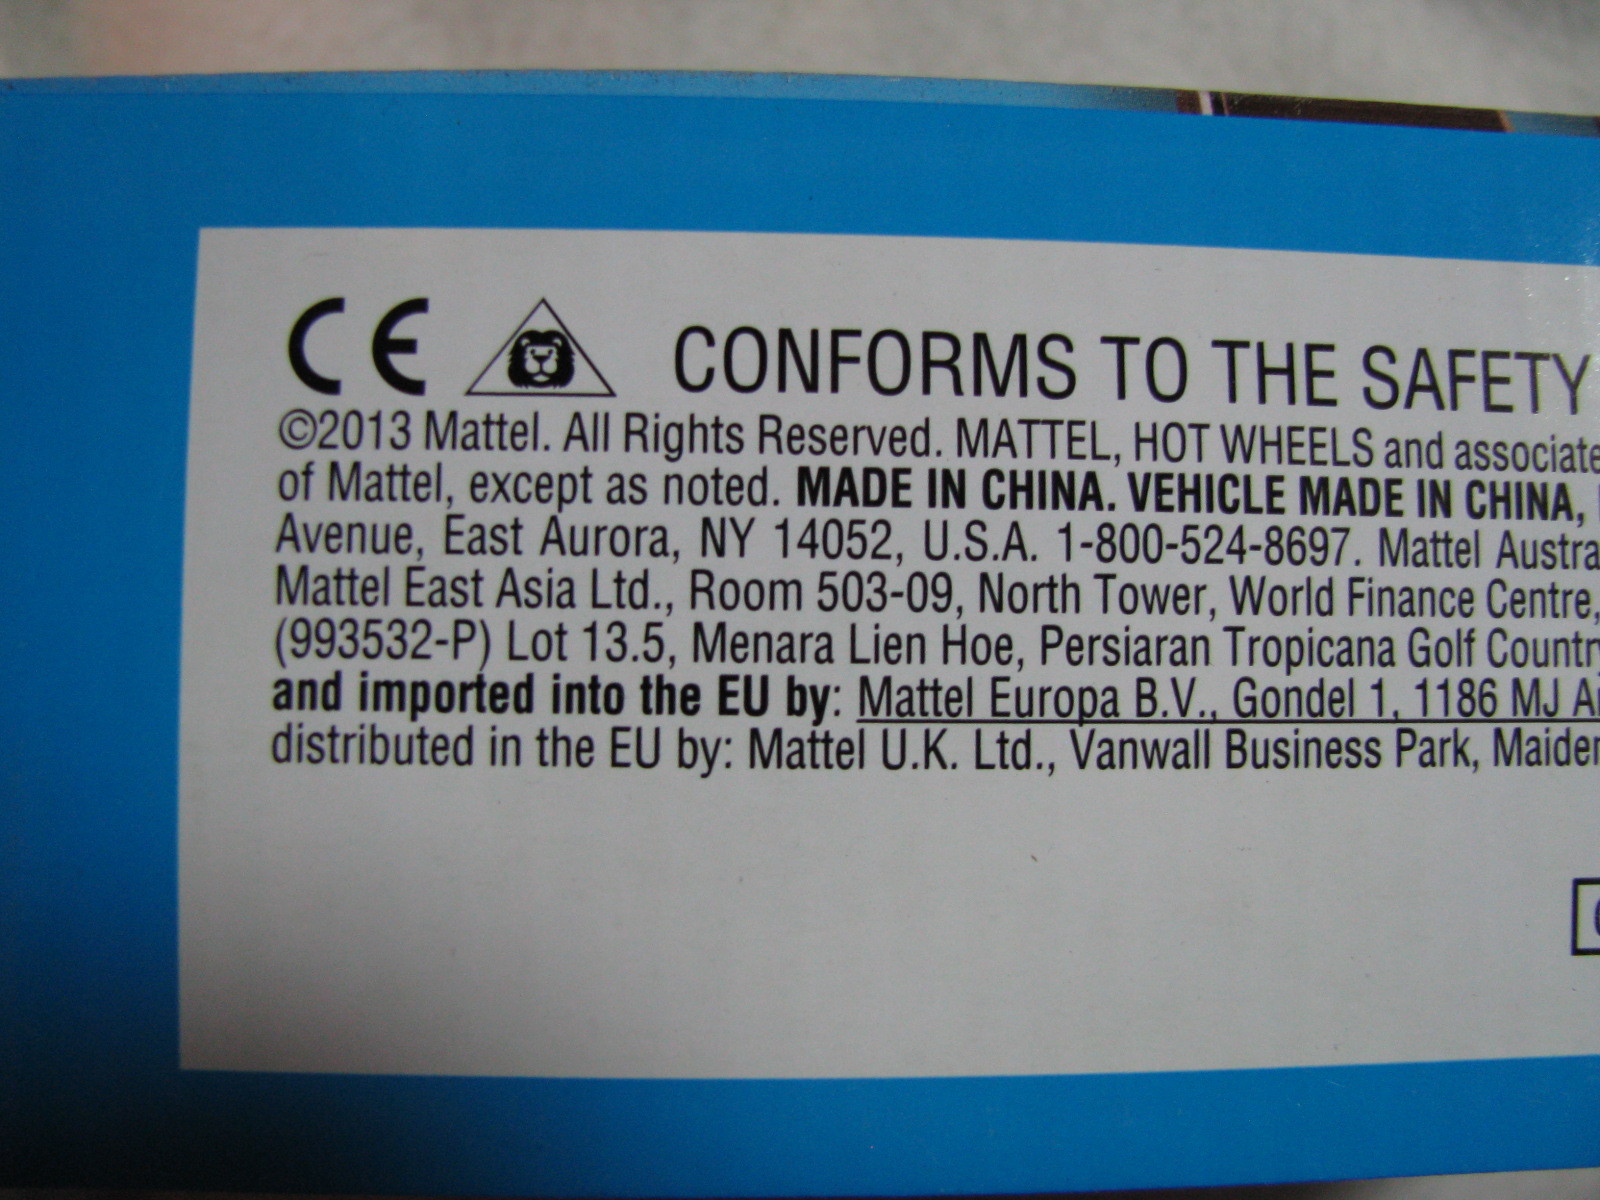 CE CONFORMS TO THE SAFETY
©2013 Mattel. All Rights Reserved. MATTEL, HOT WHEELS and associate
of Mattel, except as noted. MADE IN CHINA. VEHICLE MADE IN CHINA,
Avenue, East Aurora, NY 14052, U.S.A. 1-800-524-8697. Mattel Austra
Mattel East Asia Ltd., Room 503-09, North Tower, World Finance Centre,
(993532-P) Lot 13.5, Menara Lien Hoe, Persiaran Tropicana Golf Country
and imported into the EU by: Mattel Europa B.V., Gondel 1, 1186 MJ A
distributed in the EU by: Mattel U.K. Ltd., Vanwall Business Park, Maiden